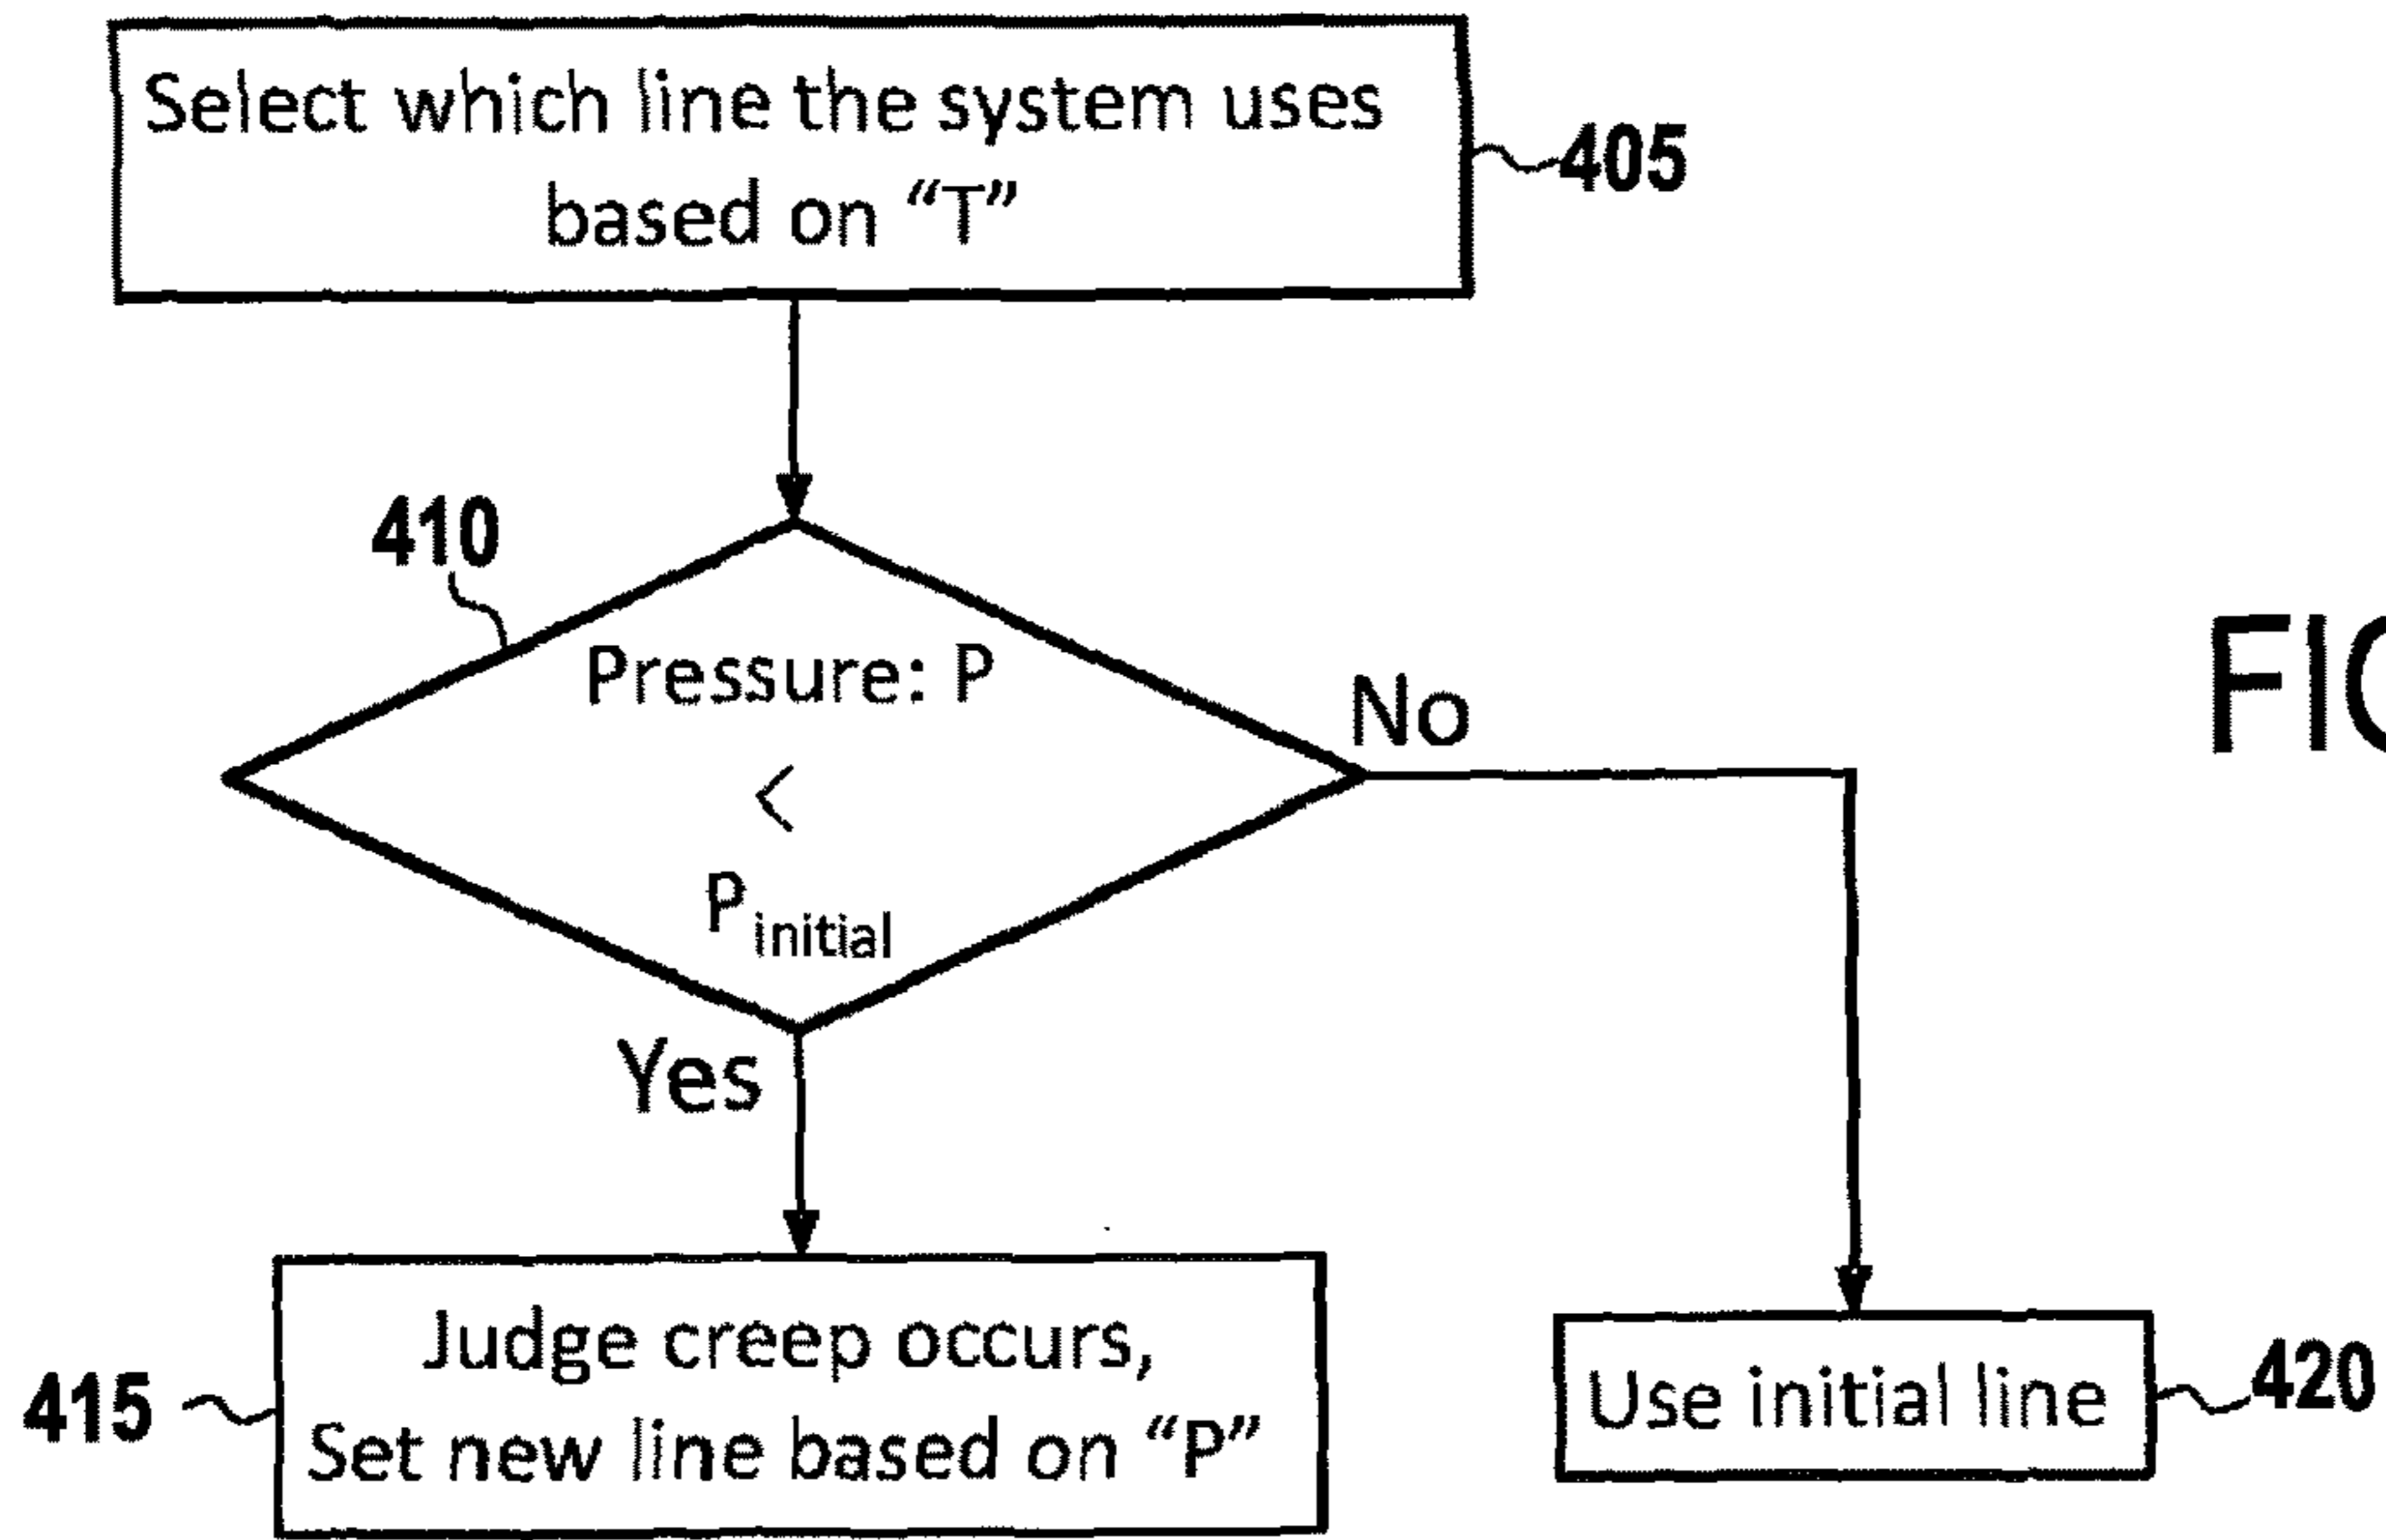 Select which line the system uses
based on “T”
405
410
Pressure: P
<
P initial
No
Yes
Judge creep occurs,
Set new line based on “P”
415
Use initial line
420